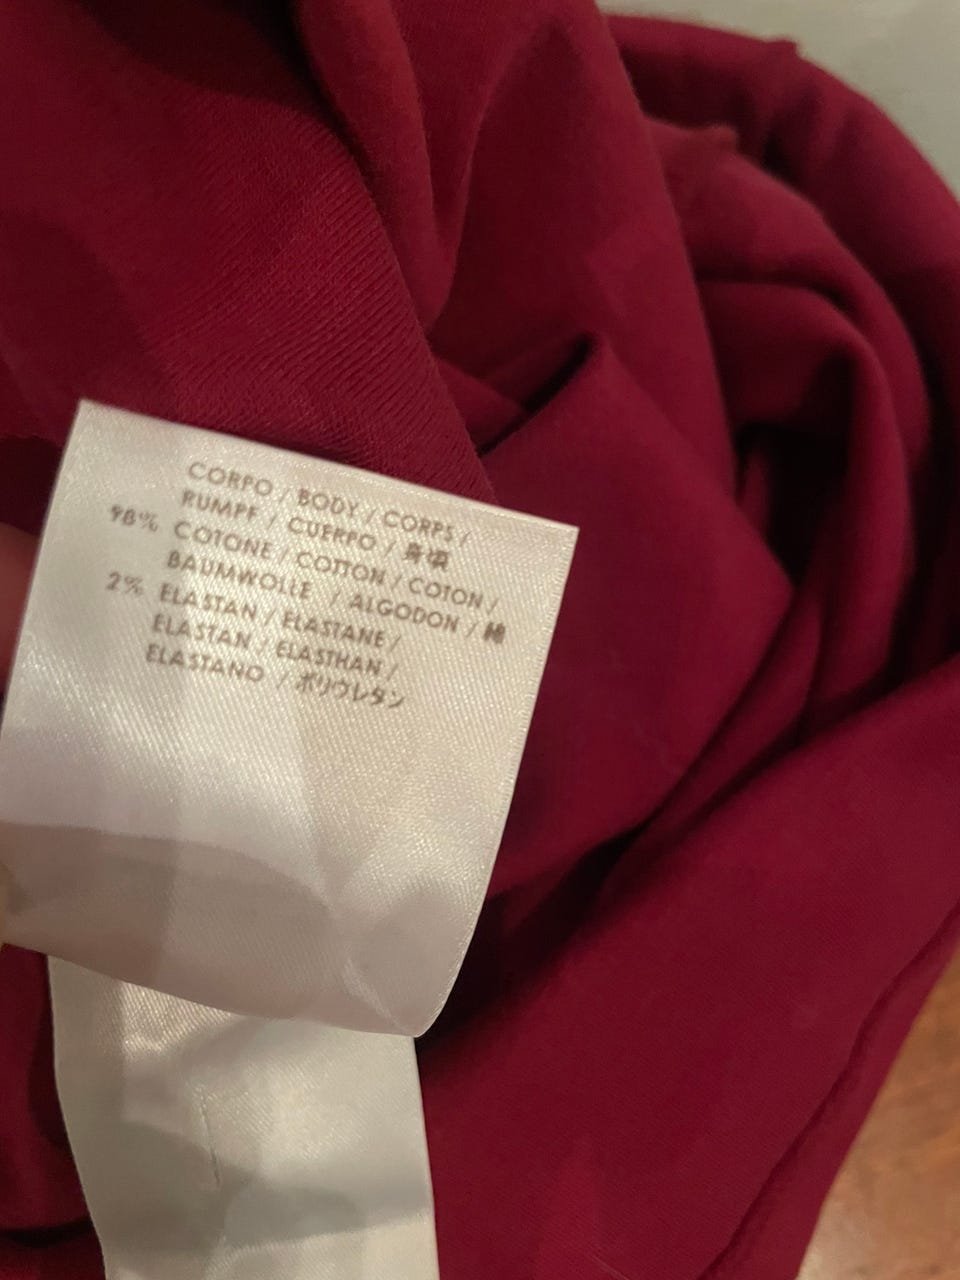 CORPO / BODY / CORPS /
RUMPF / CUERPO / 身頃
98% COTONE / COTTON / COTON /
BAUMWOLLE / ALGODON / 綿
2% ELASTAN / ELASTANE /
ELASTAN / ELASTHAN /
ELASTANO / ポリウレタン